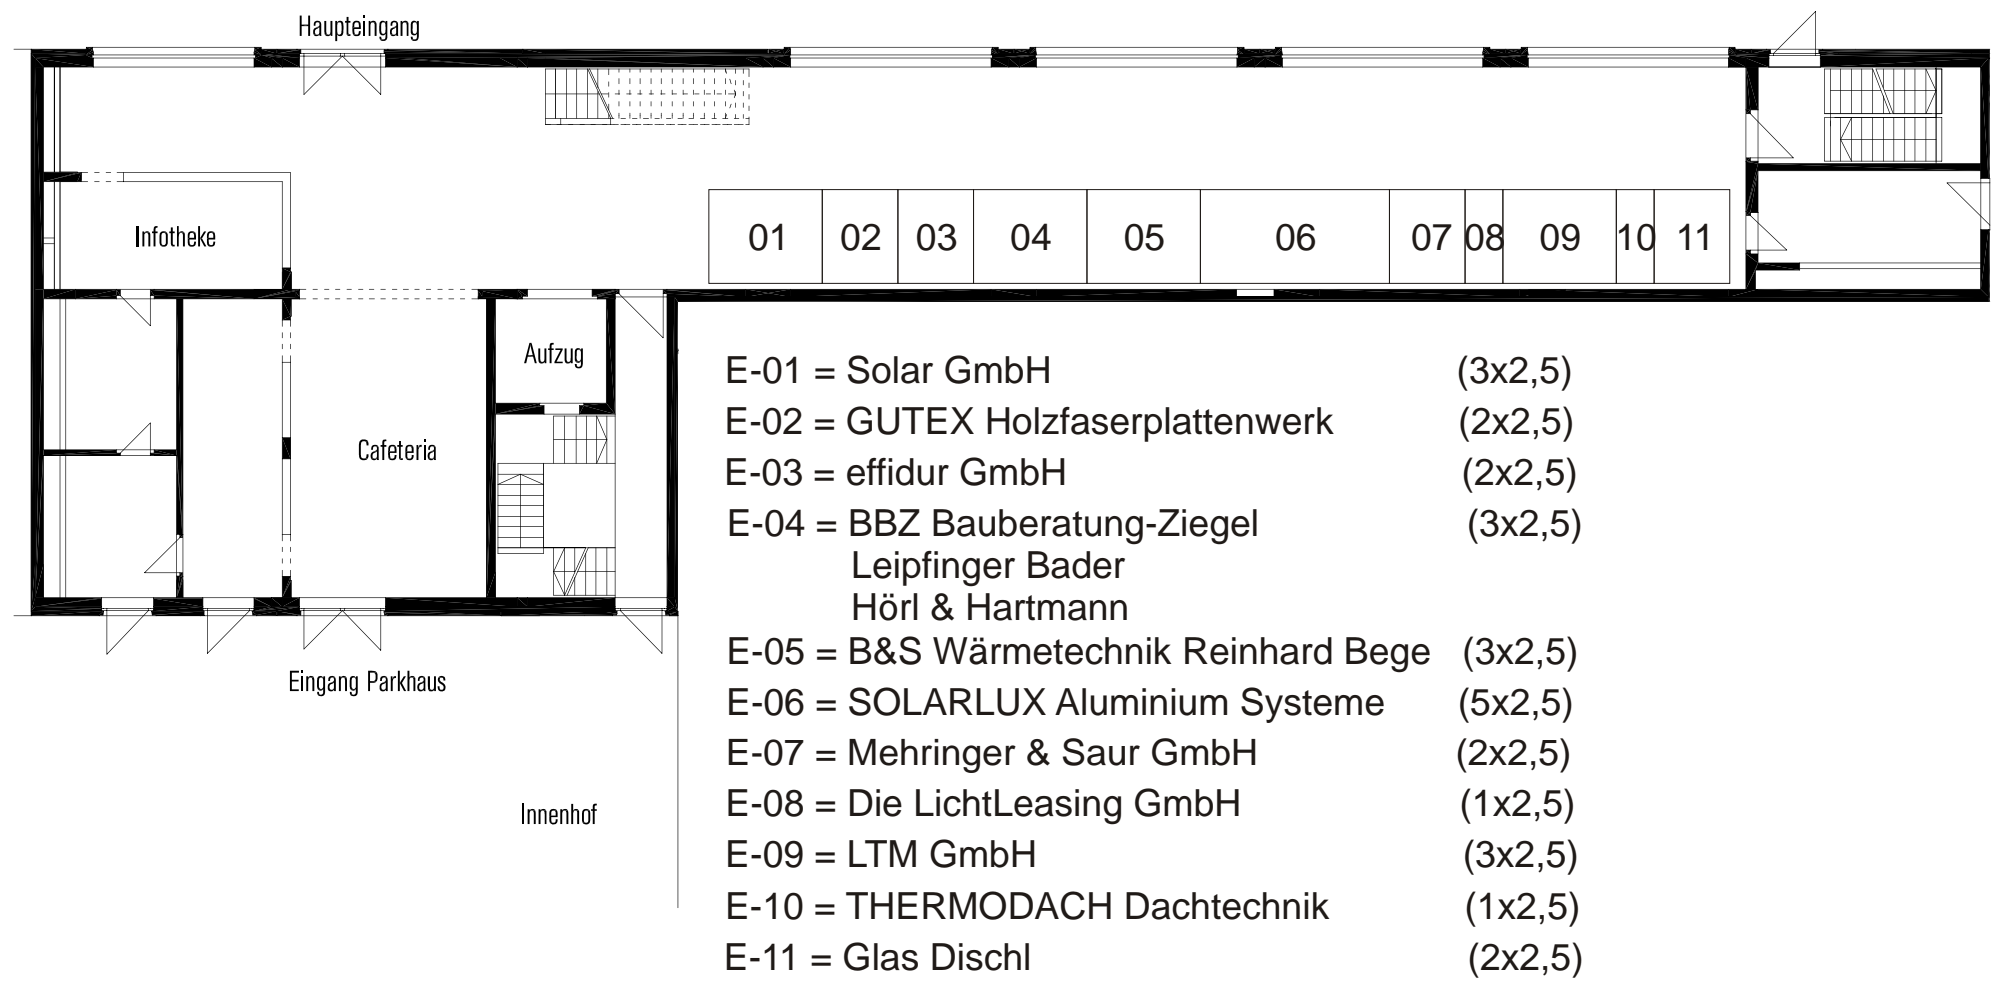 Haupteingang
01 02 03 04 05 06 07 08 09 10 11
Infotheke
Aufzug
Cafeteria
Eingang Parkhaus
Innenhof
E-01 = Solar GmbH (3x2,5)
E-02 = GUTEX Holzfaserplattenwerk (2x2,5)
E-03 = effidur GmbH (2x2,5)
E-04 = BBZ Bauberatung-Ziegel (3x2,5)
Leipfinger Bader
Hörl & Hartmann
E-05 = B&S Wärmetechnik Reinhard Bege (3x2,5)
E-06 = SOLARLUX Aluminium Systeme (5x2,5)
E-07 = Mehringer & Saur GmbH (2x2,5)
E-08 = Die LichtLeasing GmbH (1x2,5)
E-09 = LTM GmbH (3x2,5)
E-10 = THERMODACH Dachtechnik (1x2,5)
E-11 = Glas Dischl (2x2,5)